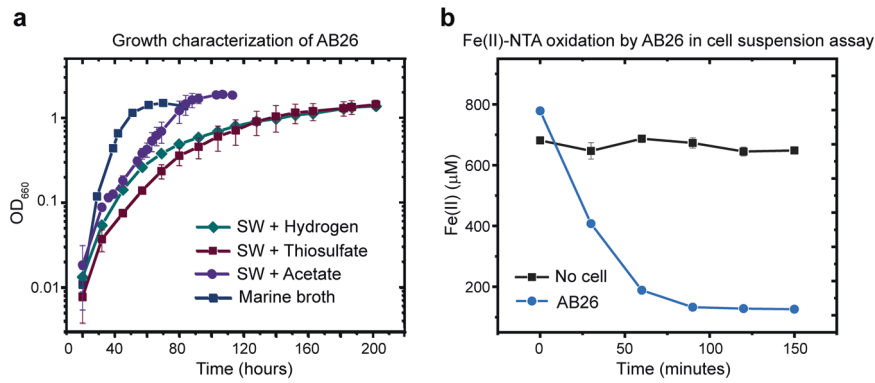 a
Growth characterization of AB26
OD660
1
0.1
0.01
SW + Hydrogen
SW + Thiosulfate
SW + Acetate
Marine broth
0 40 80 120 160 200
Time (hours)
b
Fe(II)-NTA oxidation by AB26 in cell suspension assay
Fe(II) (μM)
800
600
400
200
No cell
AB26
0 50 100 150
Time (minutes)